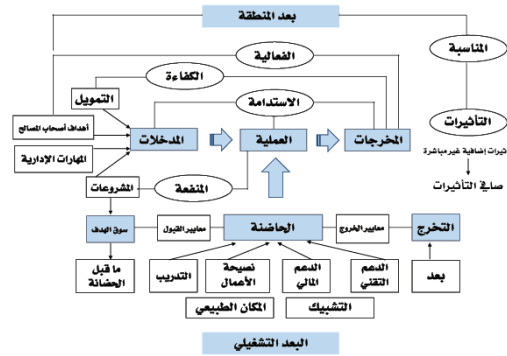 بعد المنطقة
المناسبة
الفعالية
الكفاءة
التمويل
الاستدامة
التأثيرات
أهداف أصحاب المصالح
المدخلات
العملية
المخرجات
المهارات الإدارية
تيرات إضافية غير مباشرة
صافي التأثيرات
المشروعات
المنفعة
سوق الهدف
معايير القبول
الحاضنة
معايير الخروج
التخرج
ما قبل
الحضانة
التدريب
نصيحة
الأعمال
الدعم
المالي
الدعم
التقني
بعد
المكان الطبيعي
التشبيك
البعد التشغيلي